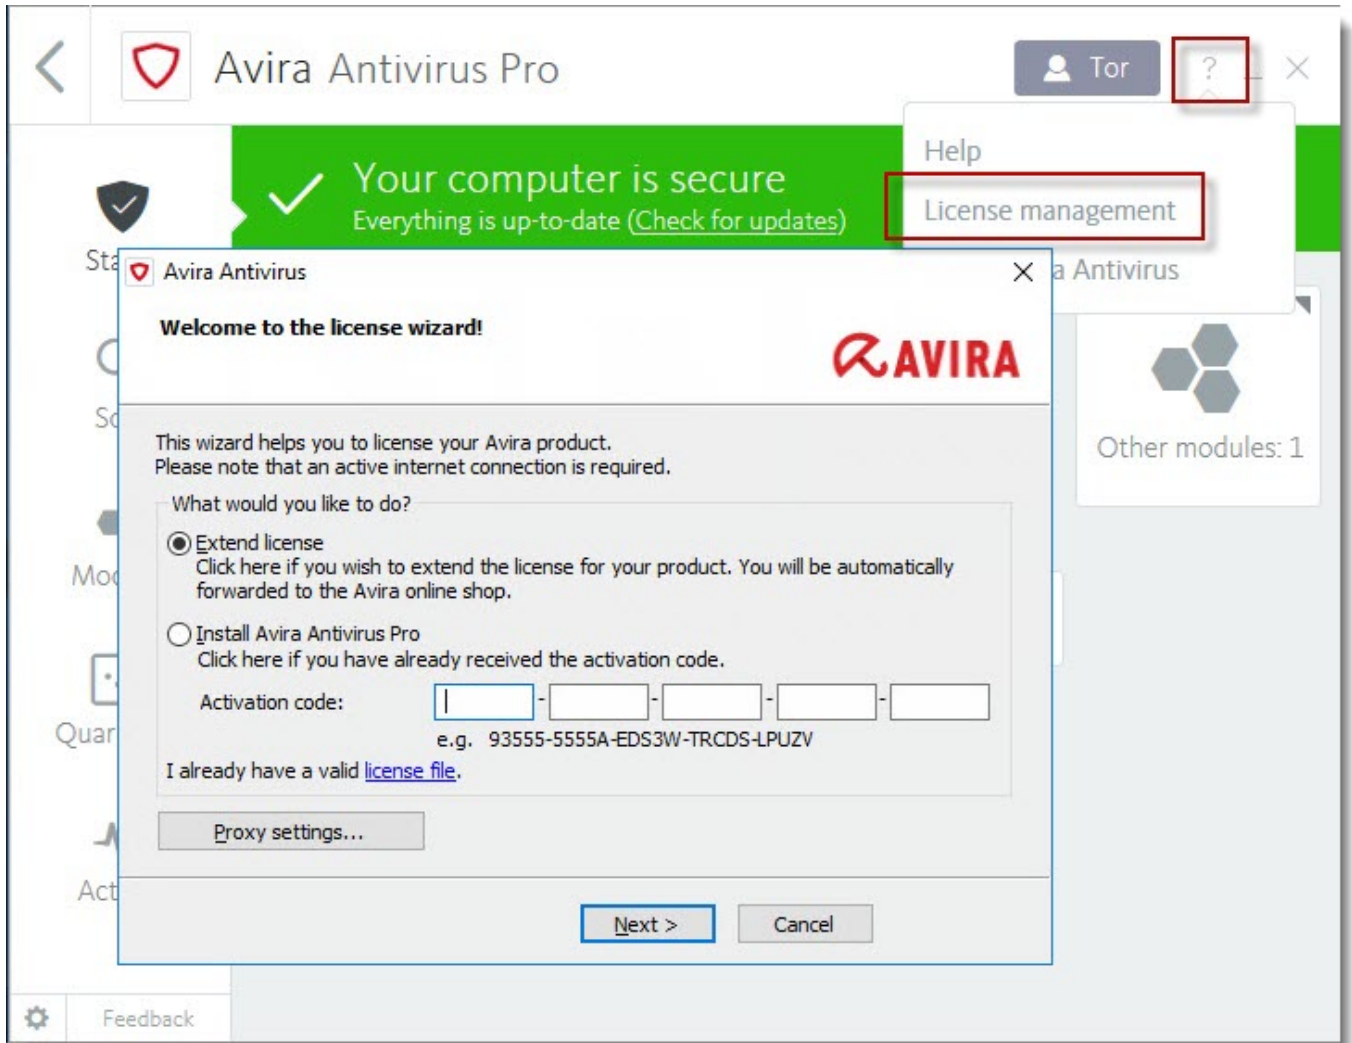 Avira Antivirus Pro
Tor
?
Help
License management
a Antivirus
Your computer is secure
Everything is up-to-date (Check for updates)
Avira Antivirus
Welcome to the license wizard!
AVIRA
This wizard helps you to license your Avira product.
Please note that an active internet connection is required.
What would you like to do?
Extend license
Click here if you wish to extend the license for your product. You will be automatically
forwarded to the Avira online shop.
Install Avira Antivirus Pro
Click here if you have already received the activation code.
Activation code:
- - - -
e.g. 93555-5555A-EDS3W-TRCDS-LPUZV
I already have a valid license file.
Proxy settings...
Next >
Cancel
Other modules: 1
Feedback